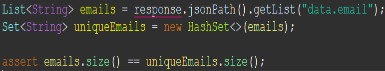 List<String> emails = response.jsonPath().getList("data.email");
Set<String> uniqueEmails = new HashSet<>(emails);
assert emails.size() == uniqueEmails.size();